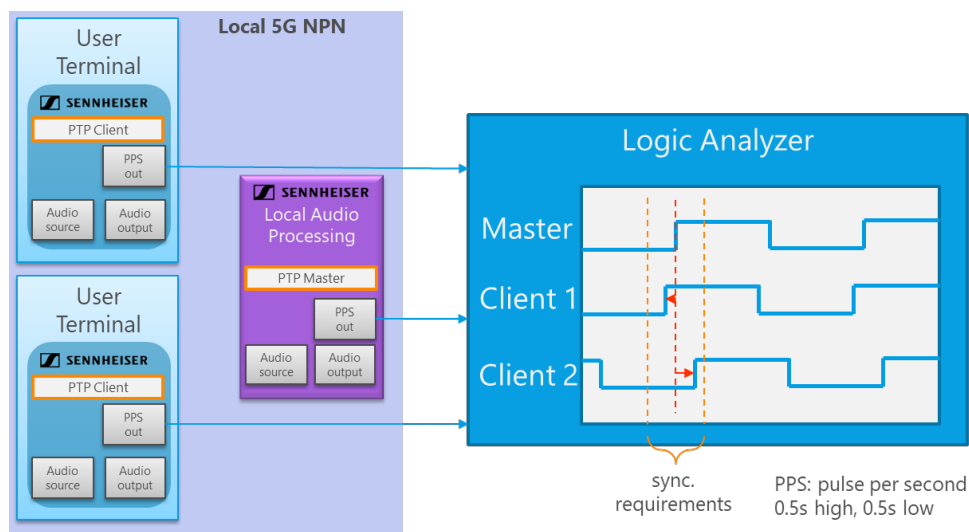 Local 5G NPN
User
Terminal
SENNHEISER
PTP Client
PPS
out
Audio
source
Audio
output
User
Terminal
SENNHEISER
PTP Client
PPS
out
Audio
source
Audio
output
SENNHEISER
Local Audio
Processing
PTP Master
PPS
out
Audio
source
Audio
output
Logic Analyzer
Master
Client 1
Client 2
sync.
requirements
PPS: pulse per second
0.5s high, 0.5s low